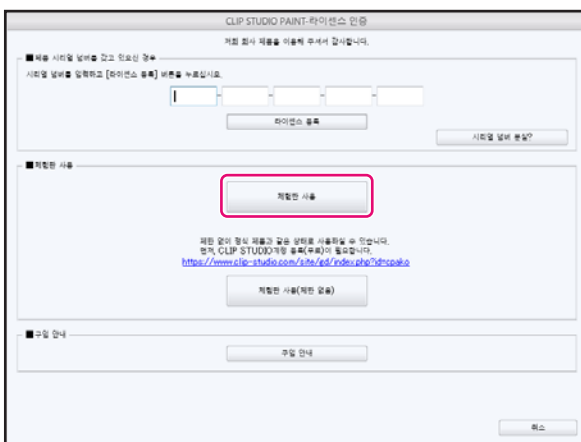 CLIP STUDIO PAINT-라이센스 인증
저희 회사 제품을 이용해 주셔서 감사합니다.
■제품 시리얼 넘버를 갖고 있으신 경우
시리얼 넘버를 입력하고 [라이센스 등록] 버튼을 누르십시오.
- - - -
라이센스 등록
시리얼 넘버 분실?
■체험판 사용
체험판 사용
제한 없이 정식 제품과 같은 상태로 사용하실 수 있습니다.
먼저, CLIP STUDIO계정 등록(무료)이 필요합니다.
https://www.clip-studio.com/site/gd/index.php?id=cpako
체험판 사용(제한 없음)
■구입 안내
구입 안내
취소